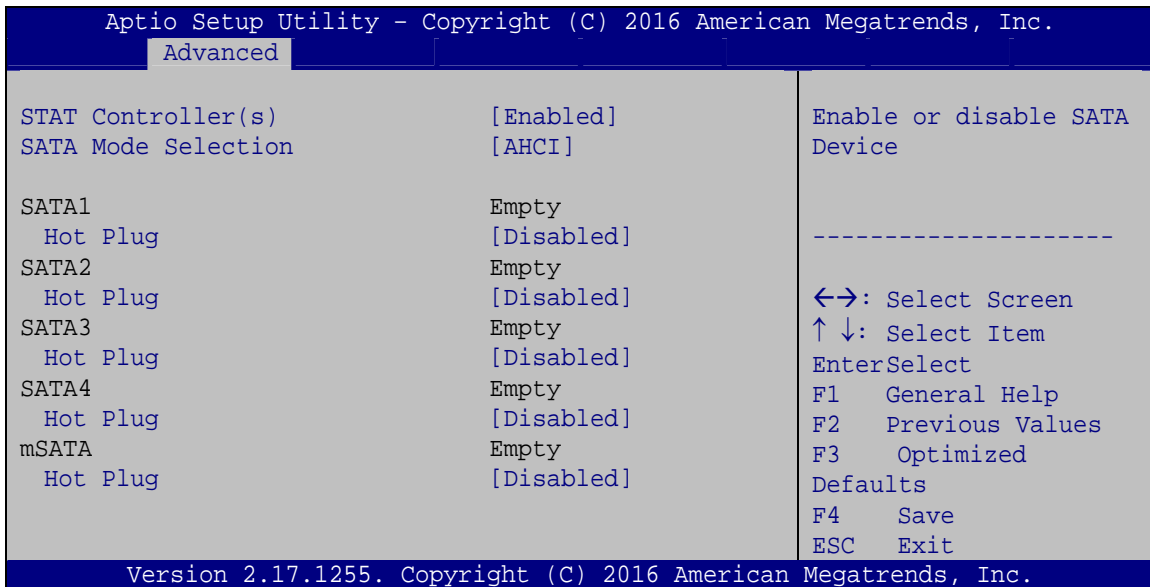 Aptio Setup Utility – Copyright (C) 2016 American Megatrends, Inc.
Advanced
STAT Controller(s) [Enabled]
SATA Mode Selection [AHCI]
SATA1 Empty
Hot Plug [Disabled]
SATA2 Empty
Hot Plug [Disabled]
SATA3 Empty
Hot Plug [Disabled]
SATA4 Empty
Hot Plug [Disabled]
mSATA Empty
Hot Plug [Disabled]
Enable or disable SATA
Device
---------------------
←→: Select Screen
↑ ↓: Select Item
EnterSelect
F1 General Help
F2 Previous Values
F3 Optimized
Defaults
F4 Save
ESC Exit
Version 2.17.1255. Copyright (C) 2016 American Megatrends, Inc.